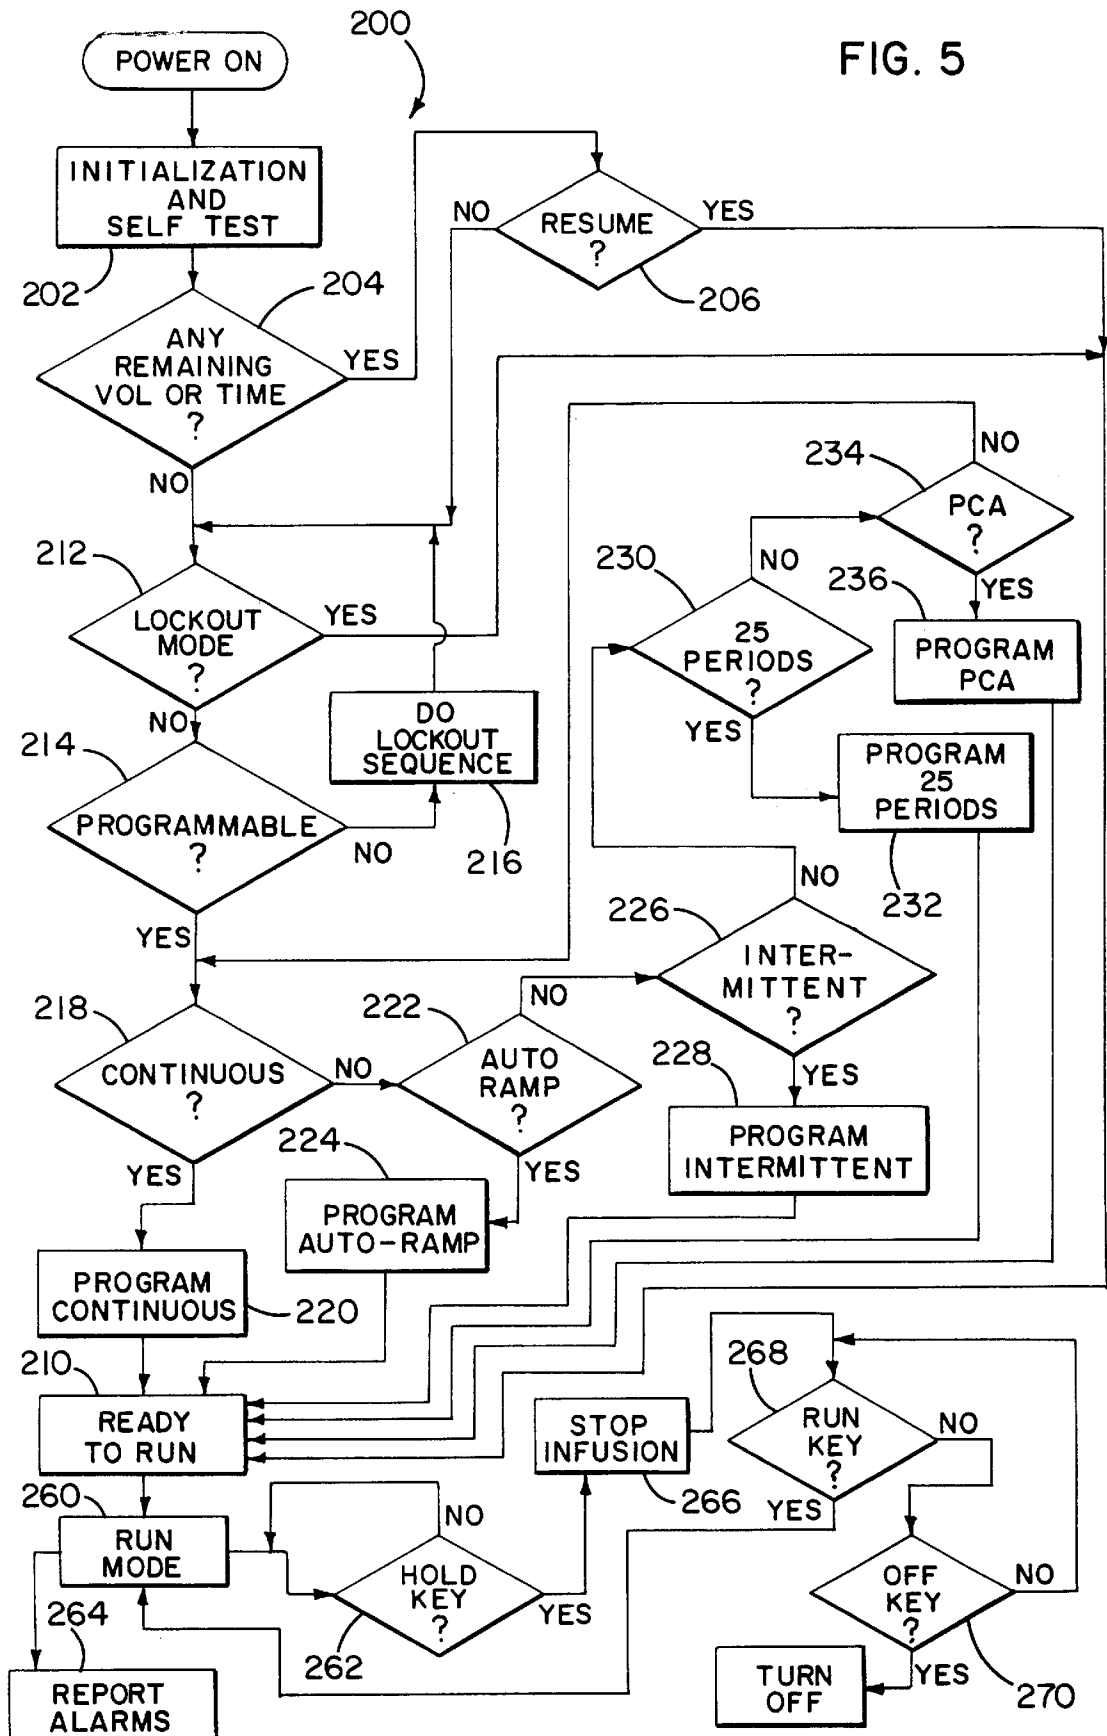 200
FIG. 5
POWER ON
INITIALIZATION
AND
SELF TEST
202
204
ANY
REMAINING
VOL OR TIME
?
YES
NO
NO
RESUME
?
YES
206
212
LOCKOUT
MODE
?
YES
NO
214
PROGRAMMABLE
?
NO
YES
DO
LOCKOUT
SEQUENCE
216
234
NO
PCA
?
YES
236
PROGRAM
PCA
230
NO
25
PERIODS
?
YES
PROGRAM
25
PERIODS
232
226
NO
INTER-
MITTENT
?
YES
228
PROGRAM
INTERMITTENT
218
CONTINUOUS
?
NO
YES
222
NO
AUTO
RAMP
?
YES
224
PROGRAM
AUTO-RAMP
PROGRAM
CONTINUOUS
220
210
READY
TO RUN
260
RUN
MODE
264
REPORT
ALARMS
NO
HOLD
KEY
?
YES
262
STOP
INFUSION
266
268
RUN
KEY
?
NO
YES
OFF
KEY
?
NO
YES
270
TURN
OFF